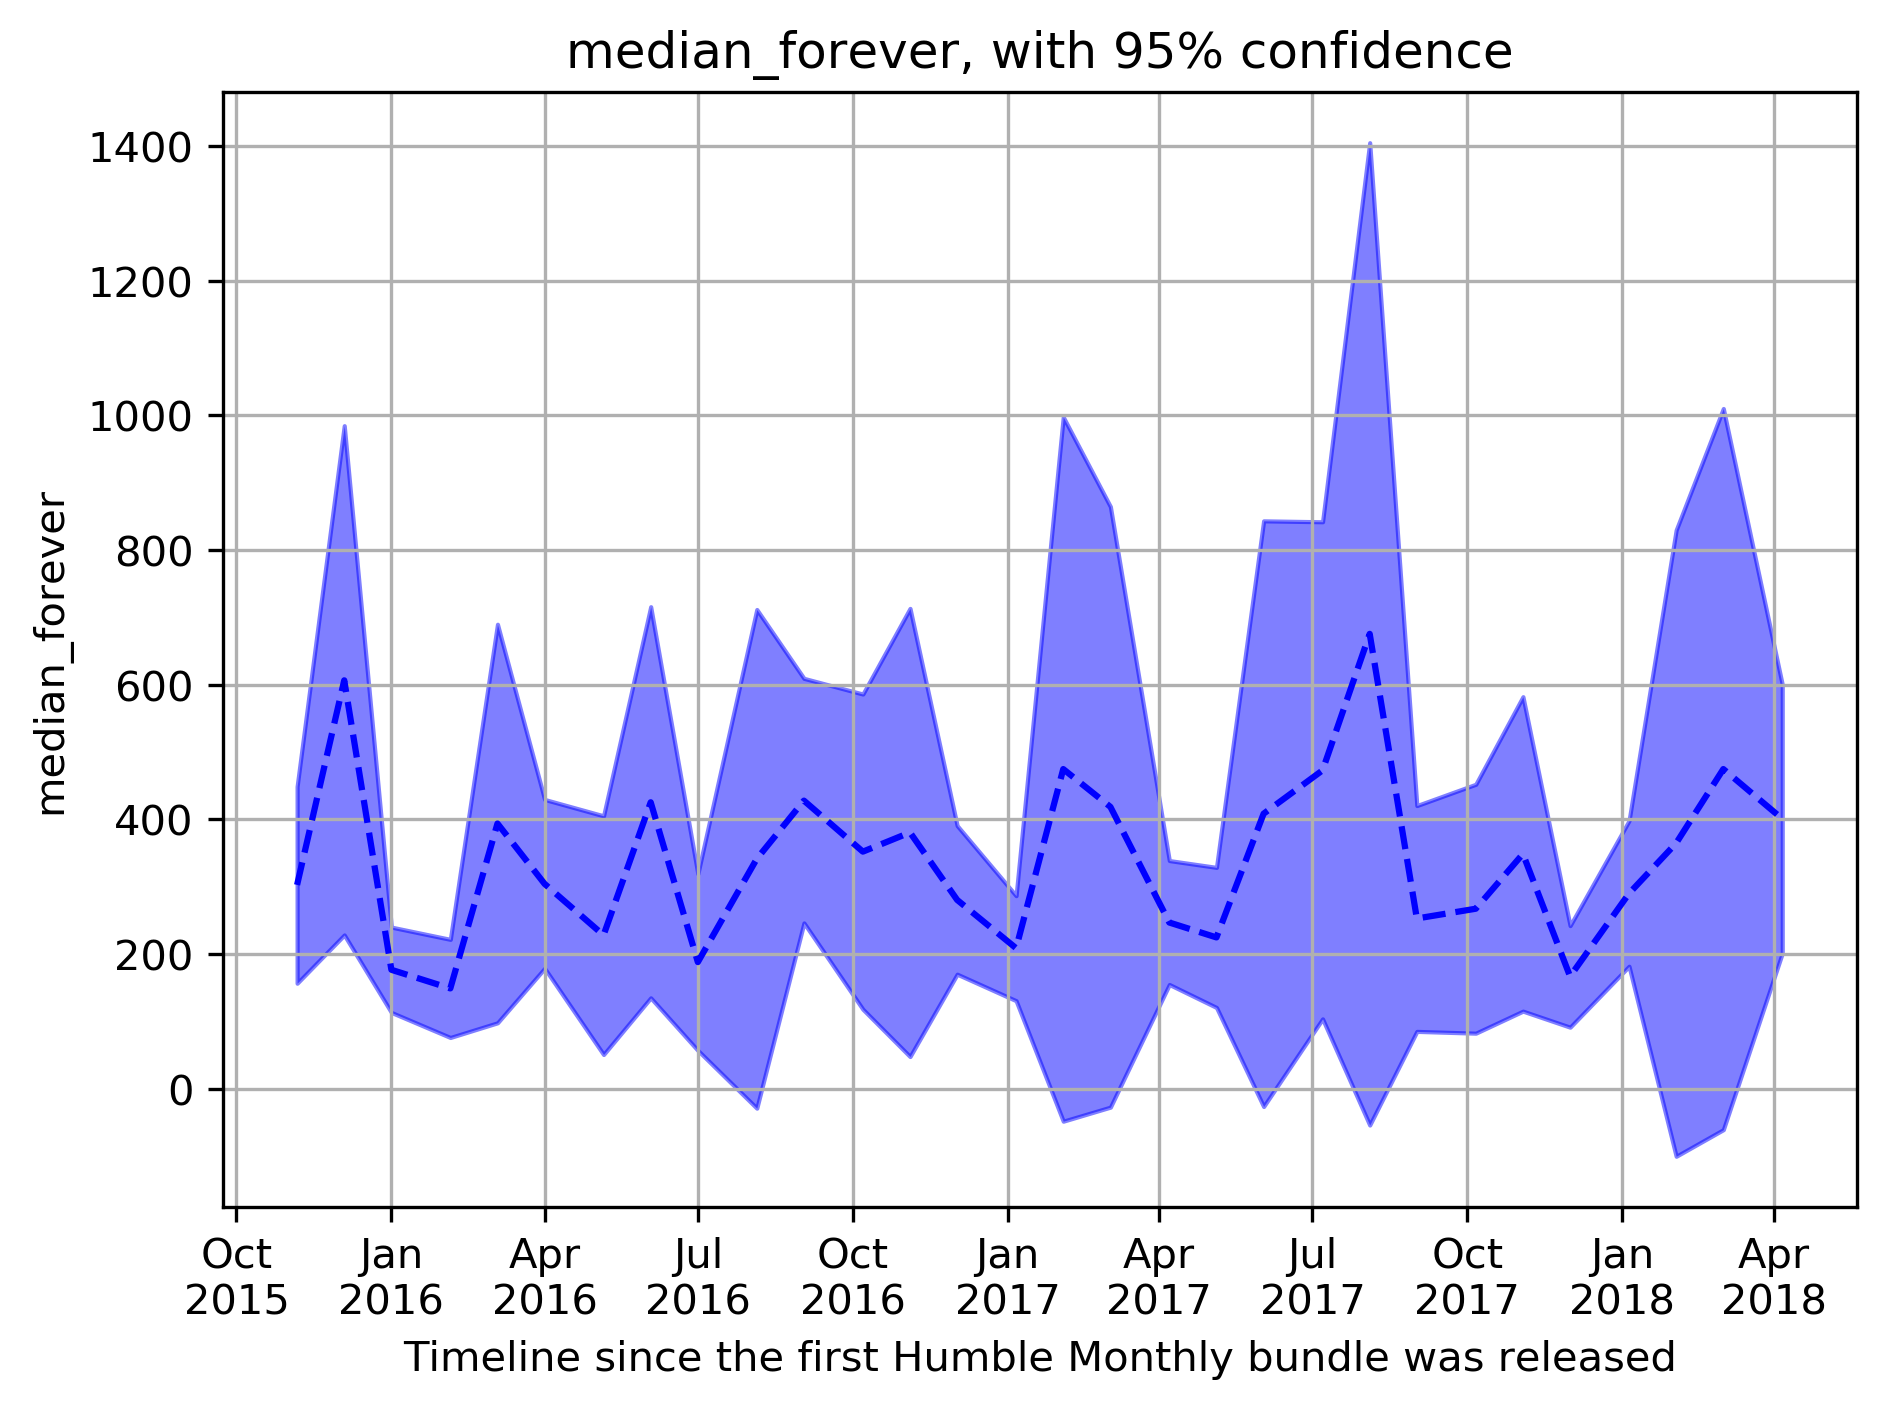 median_forever, with 95% confidence
median_forever
1400
1200
1000
800
600
400
200
0
Oct Jan Apr Jul Oct Jan Apr Jul Oct Jan Apr
2015 2016 2016 2016 2016 2017 2017 2017 2017 2018 2018
Timeline since the first Humble Monthly bundle was released